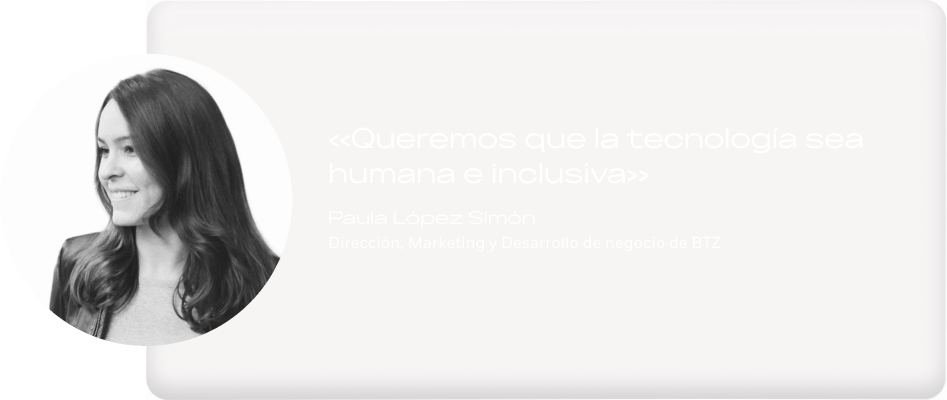 <<Queremos que la tecnología sea
humana e inclusiva>>
Paula López Simón
Dirección. Marketing y Desarrollo de negocio de BTZ